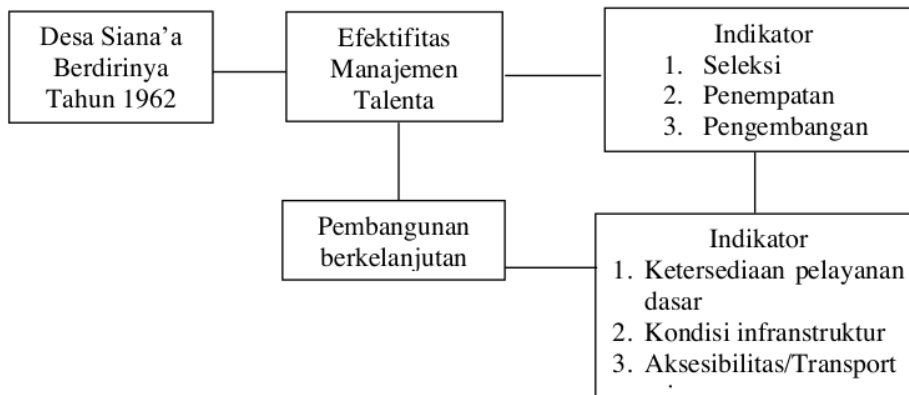 Desa Siana’a
Berdirinya
Tahun 1962
Efektifitas
Manajemen
Talenta
Indikator
1. Seleksi
2. Penempatan
3. Pengembangan
Pembangunan
berkelanjutan
Indikator
1. Ketersediaan pelayanan
dasar
2. Kondisi infranstruktur
3. Aksesibilitas/Transport